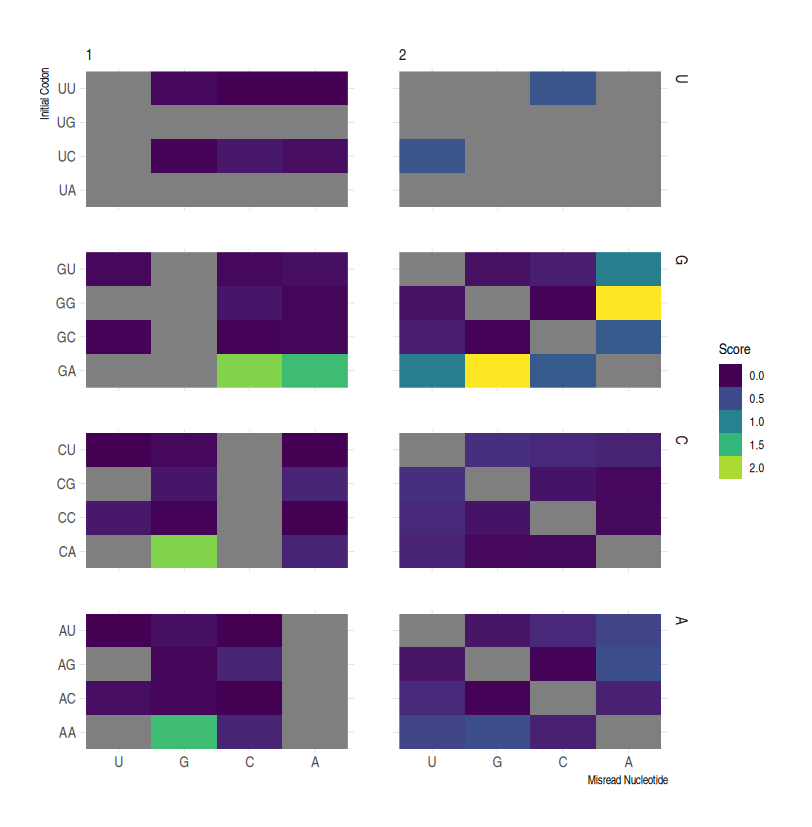 1 2
Initial Codon
U
UU
UG
UC
UA
G
GU
GG
GC
GA
C
CU
CG
CC
CA
A
AU
AG
AC
AA
U G C A U G C A
Misread Nucleotide
Score
0.0
0.5
1.0
1.5
2.0